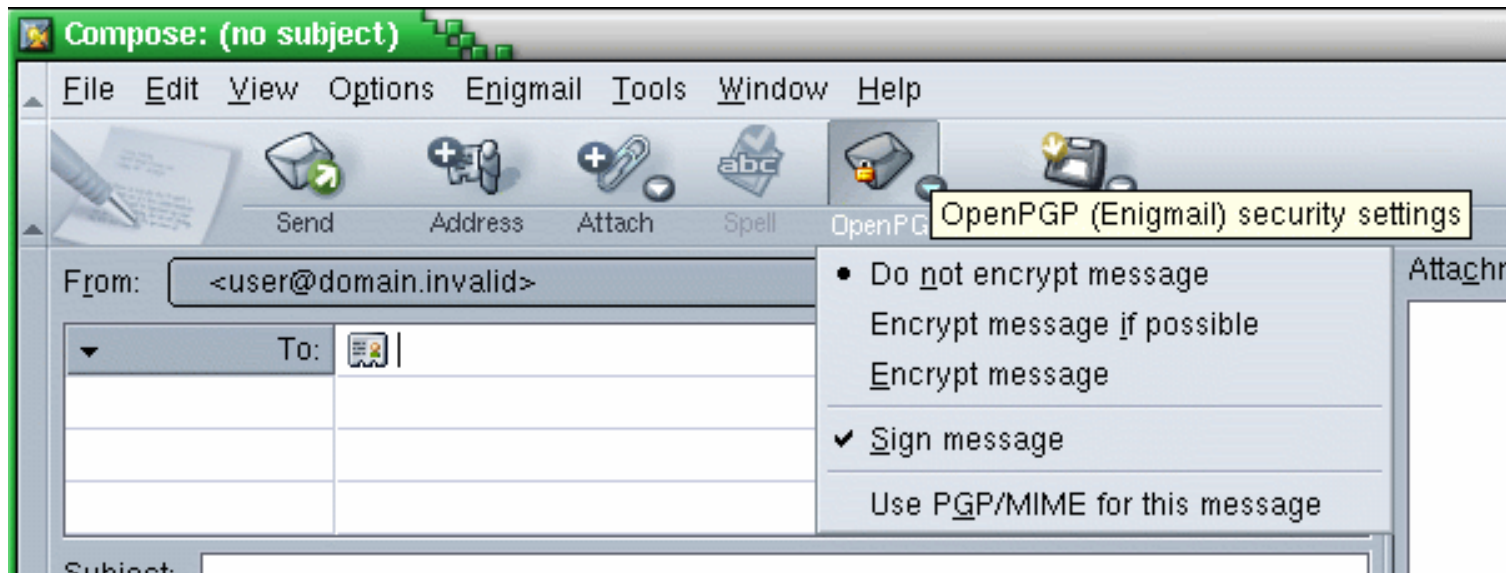 Compose: (no subject)
File Edit View Options Enigmail Tools Window Help
abc
Send Address Attach Spell
OpenPGP (Enigmail) security settings
From: <user@domain.invalid>
To:
Do not encrypt message
Encrypt message if possible
Encrypt message
Sign message
Use PGP/MIME for this message
Subject: